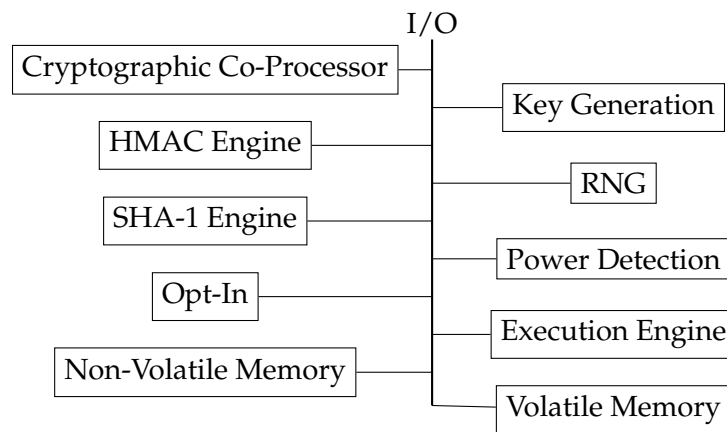 I/O
Cryptographic Co-Processor
Key Generation
HMAC Engine
RNG
SHA-1 Engine
Power Detection
Opt-In
Execution Engine
Non-Volatile Memory
Volatile Memory